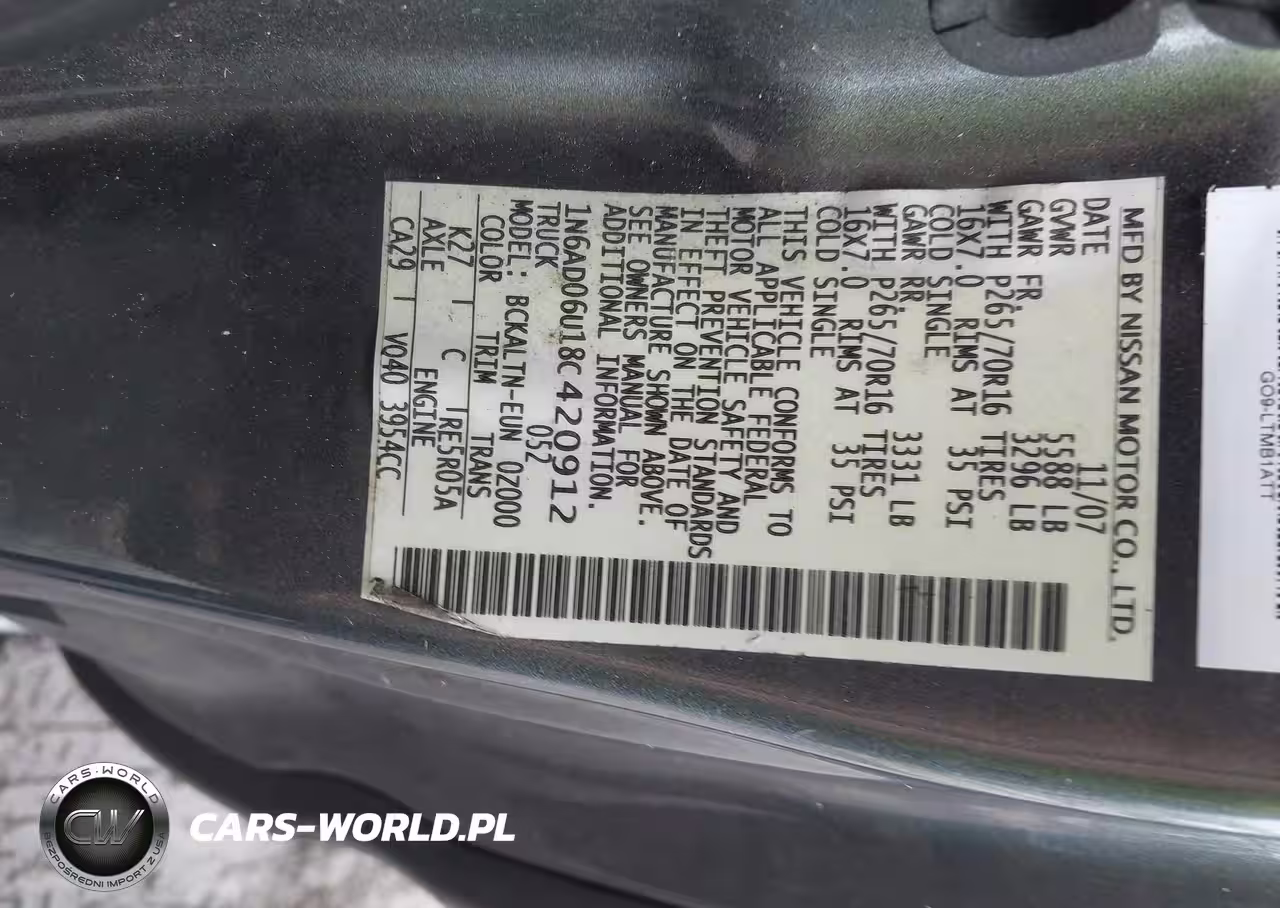 MFD BY NISSAN MOTOR CO., LTD.
DATE 11/07
GVWR 5588 LB
GAWR FR. 3296 LB
WITH P265/70R16 TIRES
16X7.0 RIMS AT 35 PSI
COLD SINGLE
GAWR RR. 3331 LB
WITH P265/70R16 TIRES
16X7.0 RIMS AT 35 PSI
COLD SINGLE
THIS VEHICLE CONFORMS TO
ALL APPLICABLE FEDERAL
MOTOR VEHICLE SAFETY AND
THEFT PREVENTION STANDARDS
IN EFFECT ON THE DATE OF
MANUFACTURE SHOWN ABOVE.
SEE OWNERS MANUAL FOR
ADDITIONAL INFORMATION.
1N6AD06U18C420912
TRUCK 052
MODEL: BCKALTN-EUN 0Z000
COLOR TRIM TRANS
K27 I C IRE5R05A
AXLE ENGINE
CA29 I VQ40 3954CC
GO9-LTMB1ATT
CARS-WORLD
CW
BEZPOŚREDNI IMPORT Z USA
CARS-WORLD.PL